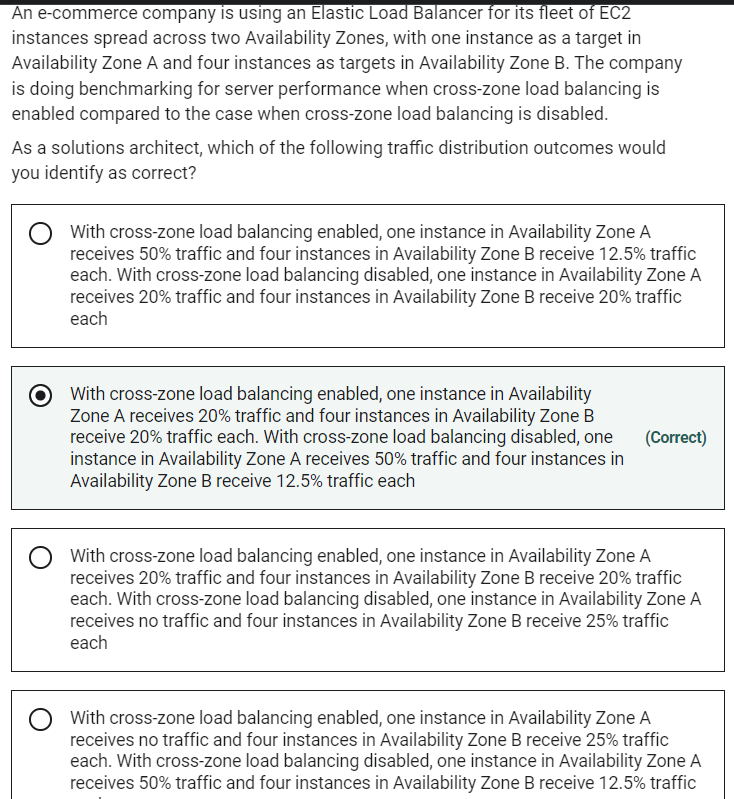 An e-commerce company is using an Elastic Load Balancer for its fleet of EC2
instances spread across two Availability Zones, with one instance as a target in
Availability Zone A and four instances as targets in Availability Zone B. The company
is doing benchmarking for server performance when cross-zone load balancing is
enabled compared to the case when cross-zone load balancing is disabled.
As a solutions architect, which of the following traffic distribution outcomes would
you identify as correct?
With cross-zone load balancing enabled, one instance in Availability Zone A
receives 50% traffic and four instances in Availability Zone B receive 12.5% traffic
each. With cross-zone load balancing disabled, one instance in Availability Zone A
receives 20% traffic and four instances in Availability Zone B receive 20% traffic
each
With cross-zone load balancing enabled, one instance in Availability
Zone A receives 20% traffic and four instances in Availability Zone B
receive 20% traffic each. With cross-zone load balancing disabled, one
(Correct)
instance in Availability Zone A receives 50% traffic and four instances in
Availability Zone B receive 12.5% traffic each
With cross-zone load balancing enabled, one instance in Availability Zone A
receives 20% traffic and four instances in Availability Zone B receive 20% traffic
each. With cross-zone load balancing disabled, one instance in Availability Zone A
receives no traffic and four instances in Availability Zone B receive 25% traffic
each
With cross-zone load balancing enabled, one instance in Availability Zone A
receives no traffic and four instances in Availability Zone B receive 25% traffic
each. With cross-zone load balancing disabled, one instance in Availability Zone A
receives 50% traffic and four instances in Availability Zone B receive 12.5% traffic